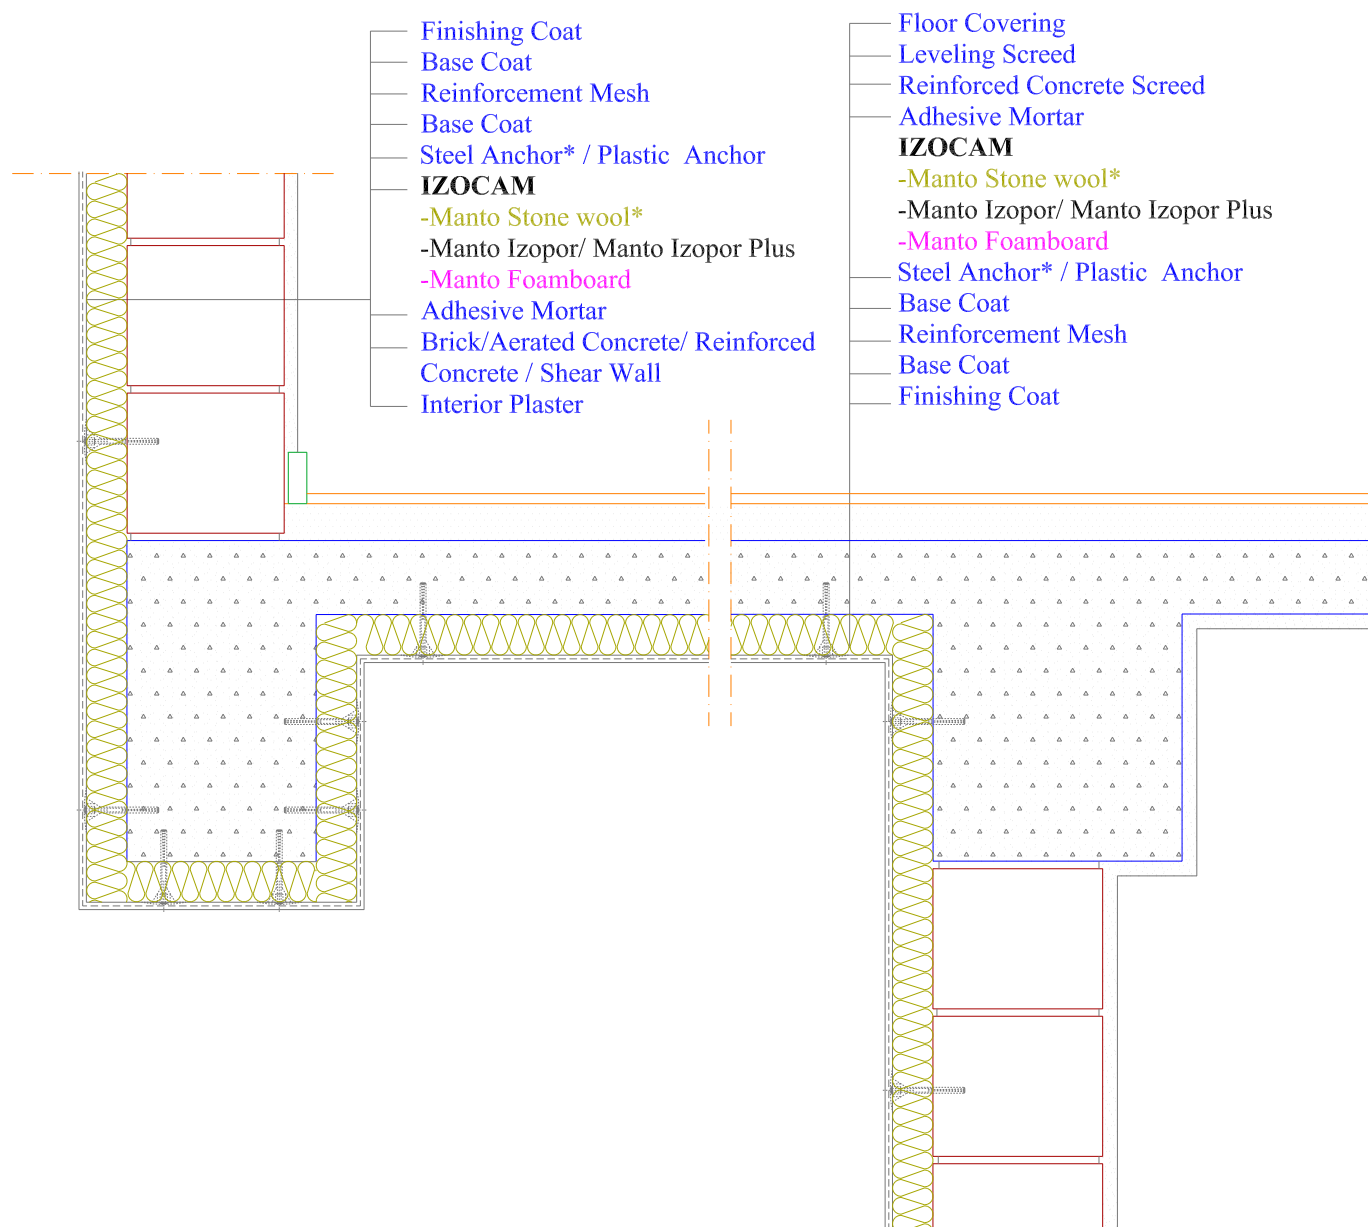 Finishing Coat
Base Coat
Reinforcement Mesh
Base Coat
Steel Anchor* / Plastic Anchor
IZOCAM
-Manto Stone wool*
-Manto Izopor/ Manto Izopor Plus
-Manto Foamboard
Adhesive Mortar
Brick/Aerated Concrete/ Reinforced
Concrete / Shear Wall
Interior Plaster
Floor Covering
Leveling Screed
Reinforced Concrete Screed
Adhesive Mortar
IZOCAM
-Manto Stone wool*
-Manto Izopor/ Manto Izopor Plus
-Manto Foamboard
Steel Anchor* / Plastic Anchor
Base Coat
Reinforcement Mesh
Base Coat
Finishing Coat